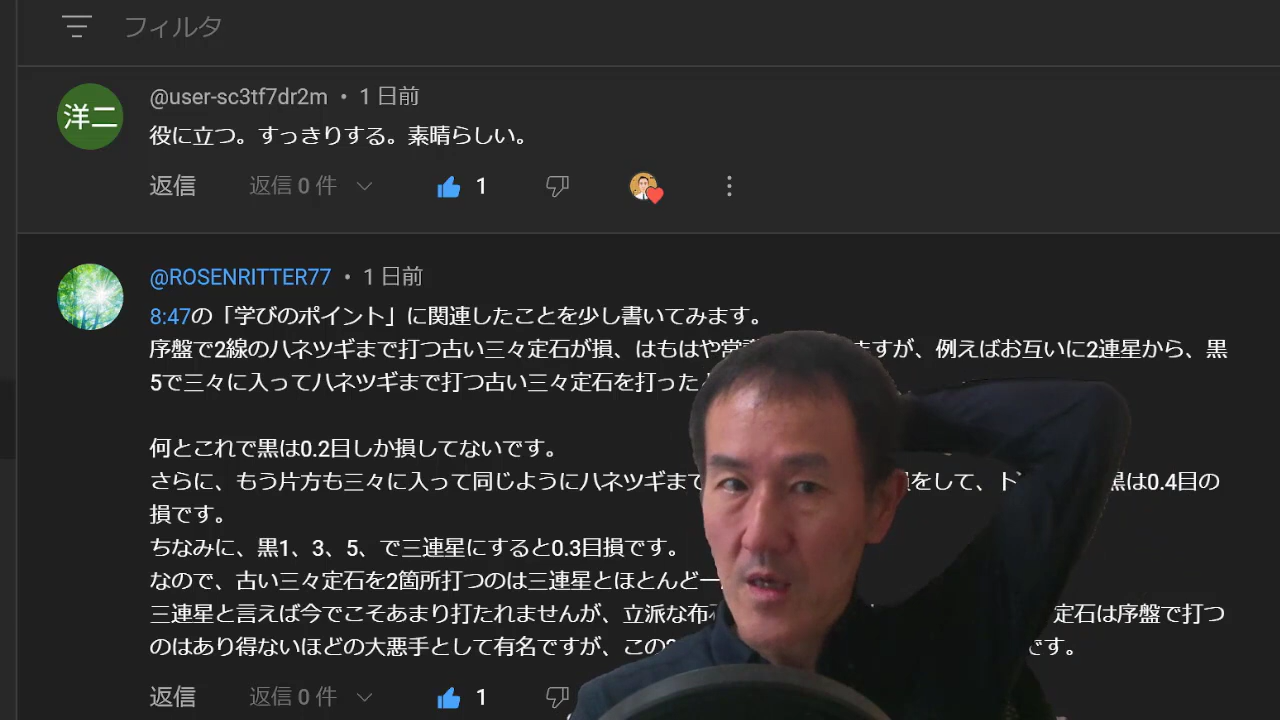 フィルタ
@user-sc3tf7dr2m • 1 日前
洋二
役に立つ。すっきりする。素晴らしい。
返信 返信 0 件 1
@ROSENRITTER77 • 1 日前
8:47の「学びのポイント」に関連したことを少し書いてみます。
序盤で2線のハネツギまで打つ古い三々定石が損、はもはや常 ますが、例えばお互いに2連星から、黒
5で三々に入ってハネツギまで打つ古い三々定石を打った
何とこれで黒は0.2目しか損してないです。
さらに、もう片方も三々に入って同じようにハネツギまで をして、 黒は0.4目の
損です。
ちなみに、黒1、3、5、で三連星にすると0.3目損です。
なので、古い三々定石を2箇所打つのは三連星とほとんど
三連星と言えば今でこそあまり打たれませんが、立派な布 定石は序盤で打つ
のはあり得ないほどの大悪手として有名ですが、この です。
返信 返信 0 件 1